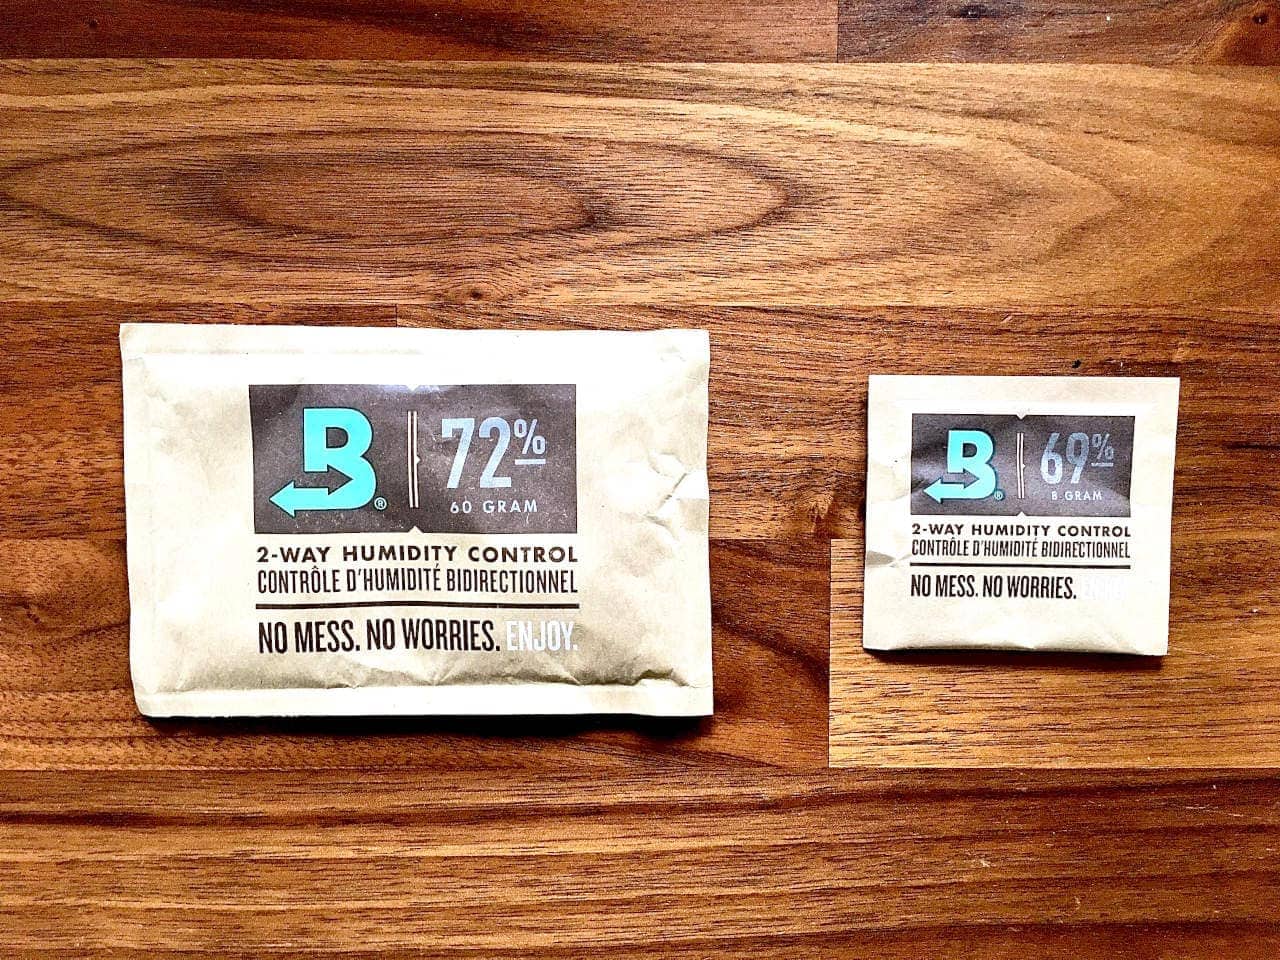 B®
72%
60 GRAM
2-WAY HUMIDITY CONTROL
CONTRÔLE D'HUMIDITÉ BIDIRECTIONNEL
NO MESS. NO WORRIES. ENJOY.
B®
69%
8 GRAM
2-WAY HUMIDITY CONTROL
CONTRÔLE D'HUMIDITÉ BIDIRECTIONNEL
NO MESS. NO WORRIES.